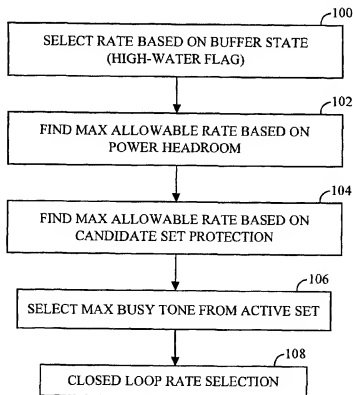 100
SELECT RATE BASED ON BUFFER STATE
(HIGH-WATER FLAG)
102
FIND MAX ALLOWABLE RATE BASED ON
POWER HEADROOM
104
FIND MAX ALLOWABLE RATE BASED ON
CANDIDATE SET PROTECTION
106
SELECT MAX BUSY TONE FROM ACTIVE SET
108
CLOSED LOOP RATE SELECTION